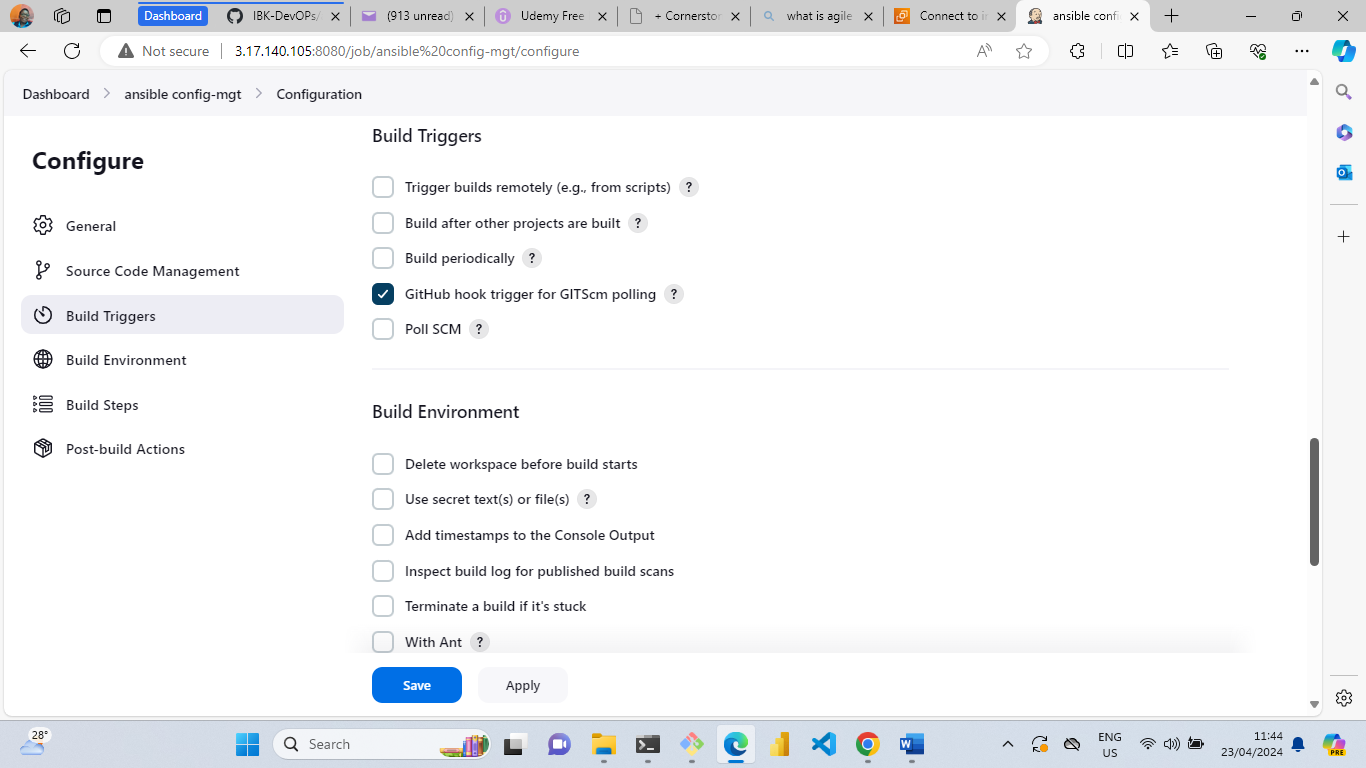 Dashboard
IBK-DevOPs/
(913 unread)
Udemy Free
+ Cornersto
what is agile
Connect to i
ansible confi
Not secure
3.17.140.105:8080/job/ansible%20config-mgt/configure
Dashboard > ansible config-mgt > Configuration
Configure
General
Source Code Management
Build Triggers
Build Environment
Build Steps
Post-build Actions
Build Triggers
Trigger builds remotely (e.g., from scripts) ?
Build after other projects are built ?
Build periodically ?
GitHub hook trigger for GITScm polling ?
Poll SCM ?
Build Environment
Delete workspace before build starts
Use secret text(s) or file(s) ?
Add timestamps to the Console Output
Inspect build log for published build scans
Terminate a build if it's stuck
With Ant ?
Save
Apply
28°
Search
ENG
US
11:44
23/04/2024
PRE